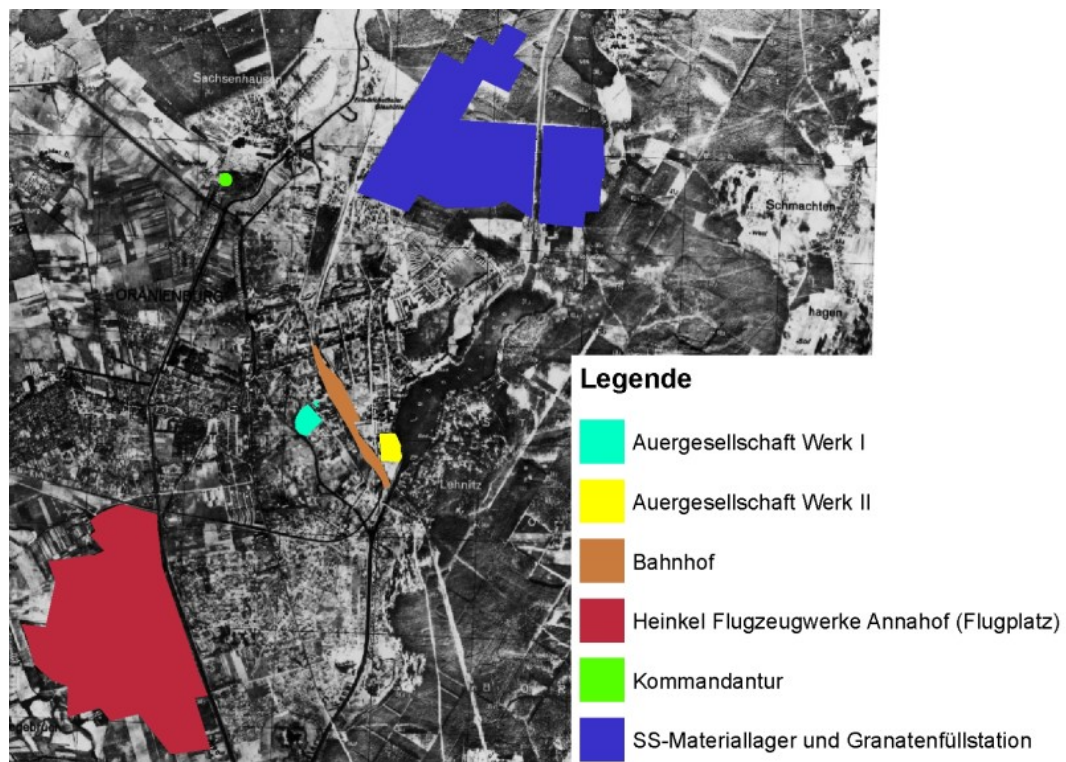 Sachsenhausen
Friedrichsthaler
Schmachten-
hagen
ORANIENBURG
Lehnitz
Legende
Auergesellschaft Werk I
Auergesellschaft Werk II
Bahnhof
Heinkel Flugzeugwerke Annahof (Flugplatz)
Kommandantur
SS-Materiallager und Granatenfüllstation